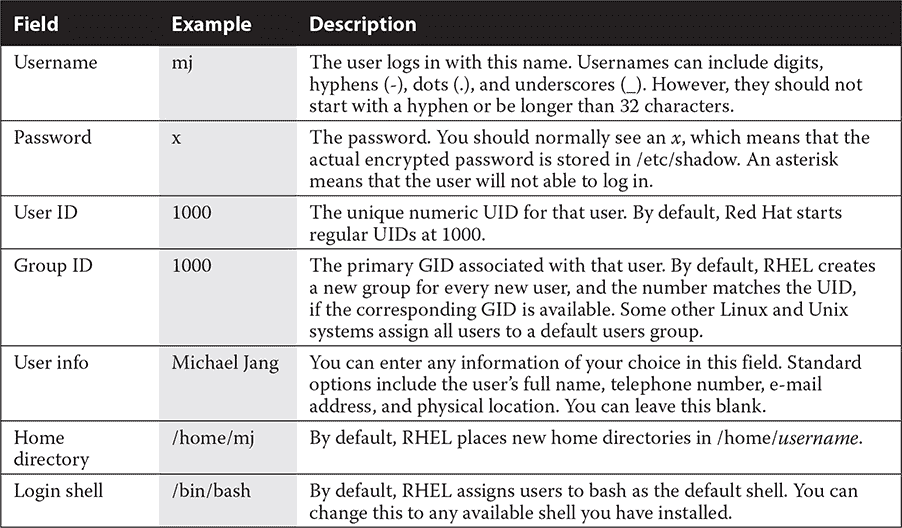 Field Example Description
Username mj The user logs in with this name. Usernames can include digits,
hyphens (-), dots (.), and underscores (_). However, they should not
start with a hyphen or be longer than 32 characters.
Password x The password. You should normally see an x, which means that the
actual encrypted password is stored in /etc/shadow. An asterisk
means that the user will not able to log in.
User ID 1000 The unique numeric UID for that user. By default, Red Hat starts
regular UIDs at 1000.
Group ID 1000 The primary GID associated with that user. By default, RHEL creates
a new group for every new user, and the number matches the UID,
if the corresponding GID is available. Some other Linux and Unix
systems assign all users to a default users group.
User info Michael Jang You can enter any information of your choice in this field. Standard
options include the user’s full name, telephone number, e-mail
address, and physical location. You can leave this blank.
Home /home/mj By default, RHEL places new home directories in /home/username.
directory
Login shell /bin/bash By default, RHEL assigns users to bash as the default shell. You can
change this to any available shell you have installed.